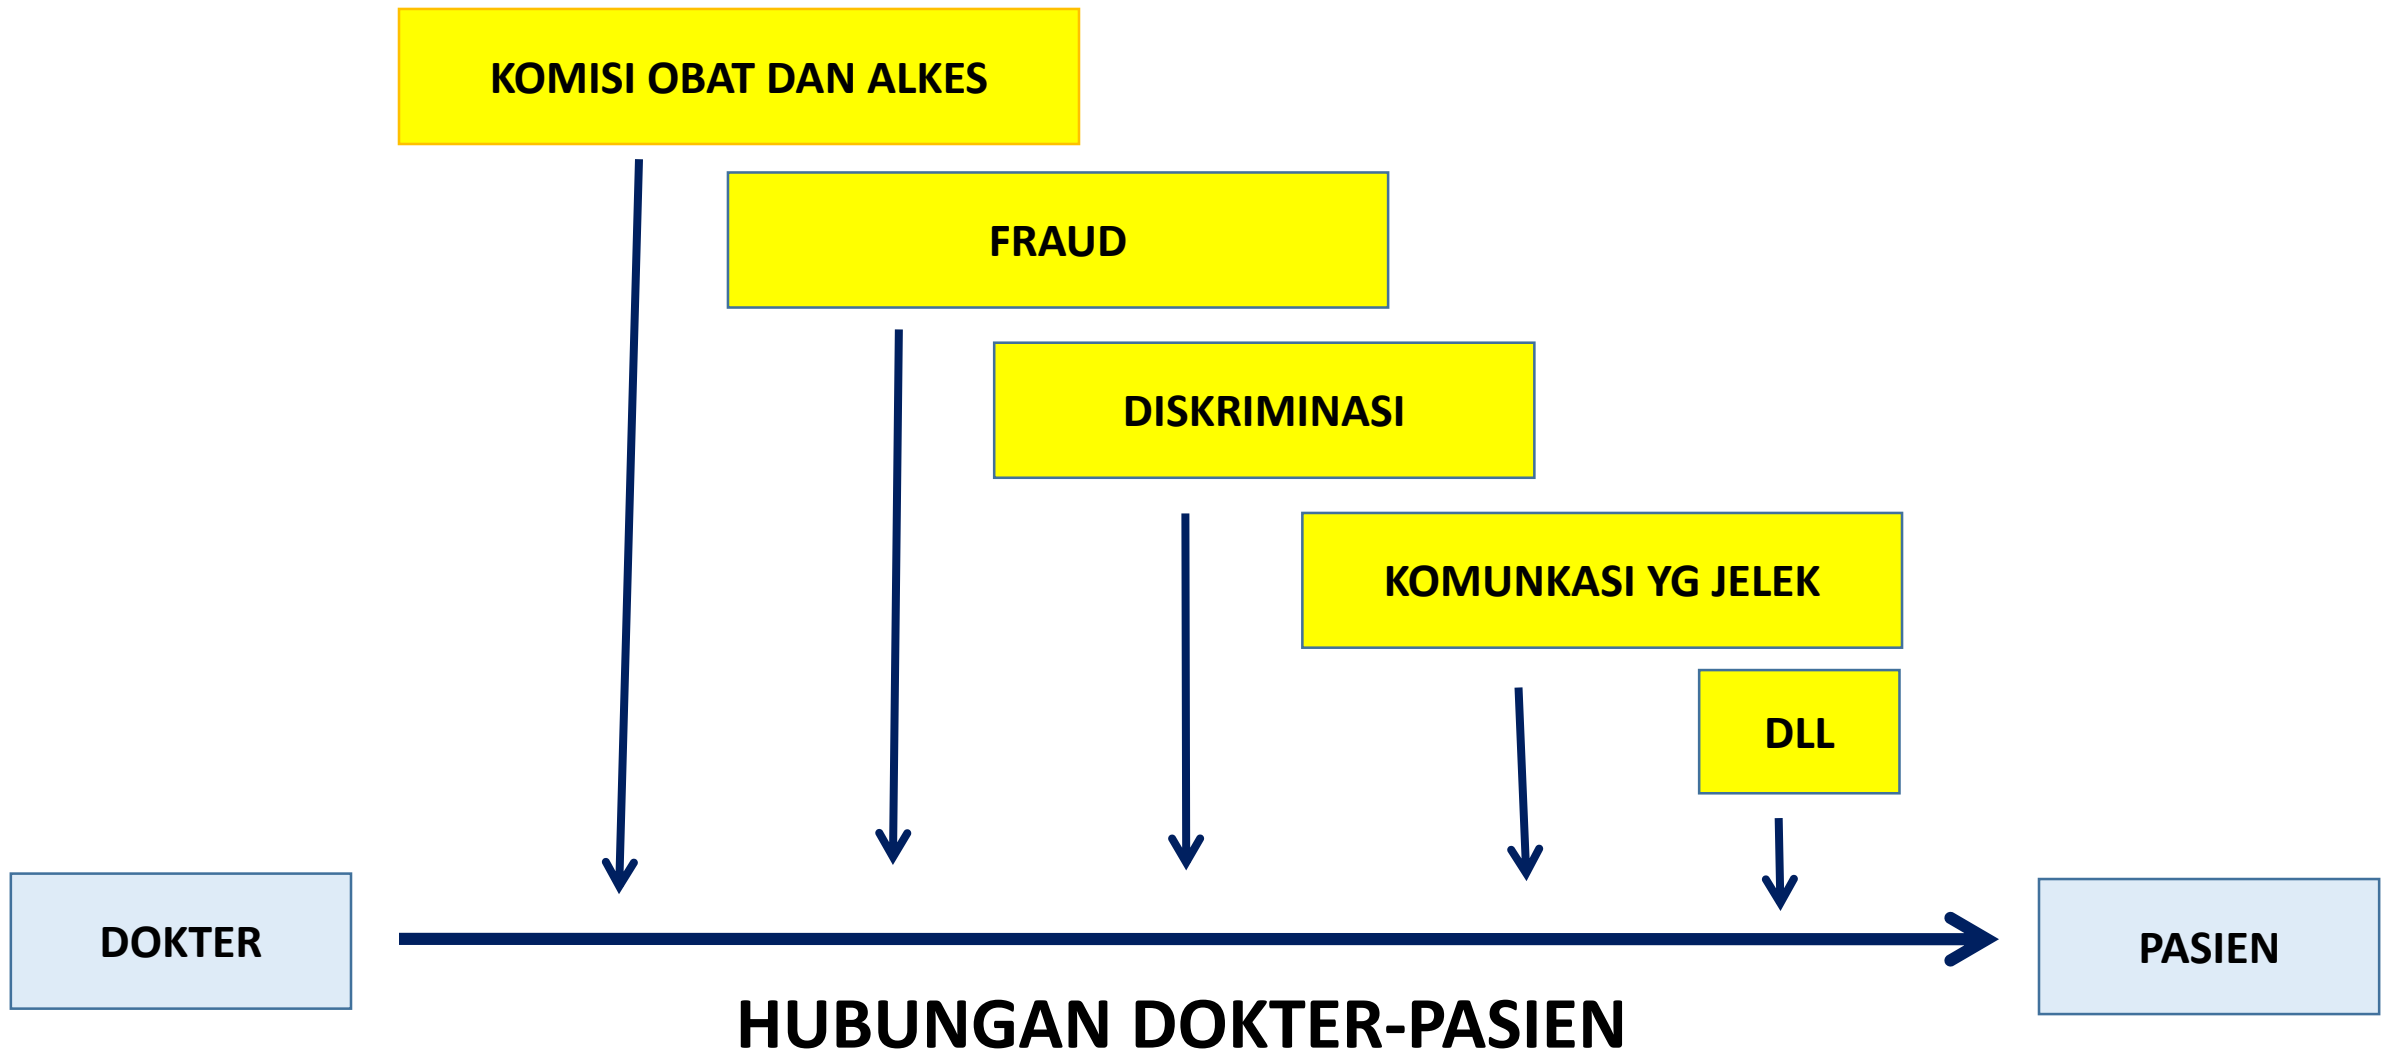 KOMISI OBAT DAN ALKES
FRAUD
DISKRIMINASI
KOMUNKASI YG JELEK
DLL
DOKTER
PASIEN
HUBUNGAN DOKTER-PASIEN